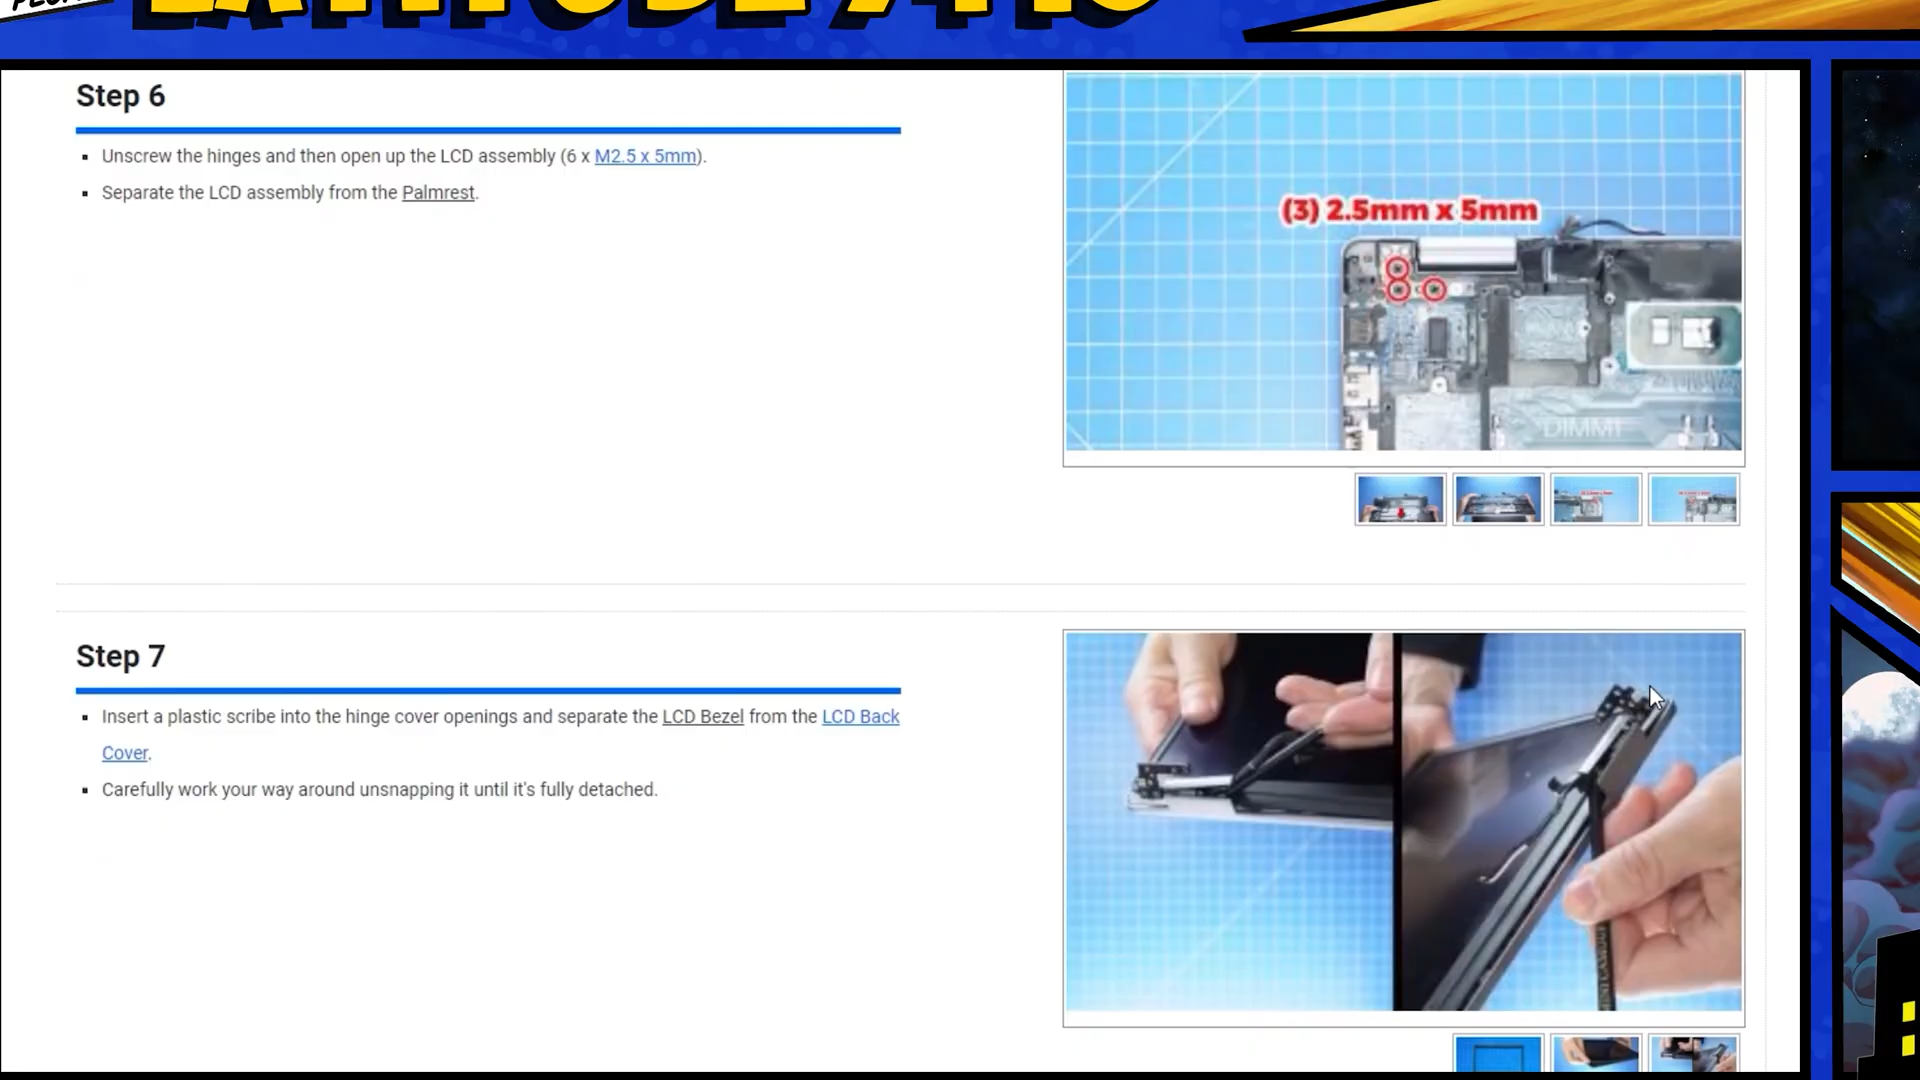 Step 6
Unscrew the hinges and then open up the LCD assembly (6 x M2.5 x 5mm).
Separate the LCD assembly from the Palmrest.
(3) 2.5mm x 5mm
DIMM1
Step 7
Insert a plastic scribe into the hinge cover openings and separate the LCD Bezel from the LCD Back
Cover.
Carefully work your way around unsnapping it until it's fully detached.